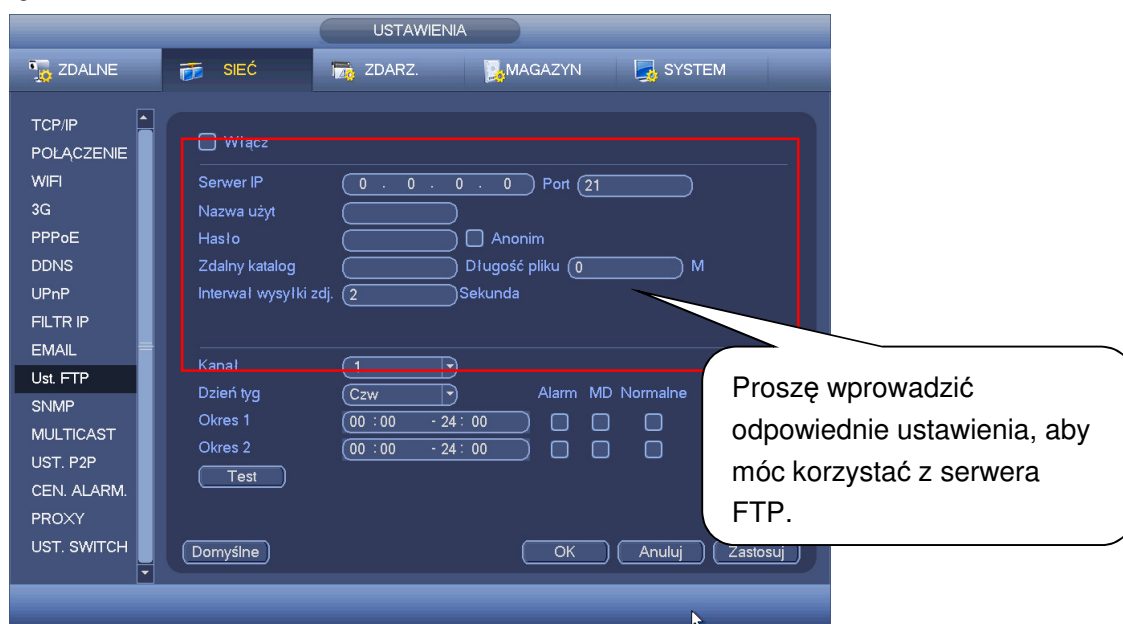 USTAWIENIA
ZDALNE SIEĆ ZDARZ. MAGAZYN SYSTEM
TCP/IP
POŁĄCZENIE
WIFI
3G
PPPoE
DDNS
UPnP
FILTR IP
EMAIL
Ust. FTP
SNMP
MULTICAST
UST. P2P
CEN. ALARM.
PROXY
UST. SWITCH
Włącz
Serwer IP 0 . 0 . 0 . 0 Port 21
Nazwa użyt
Hasło Anonim
Zdalny katalog Długość pliku 0 M
Interwał wysyłki zdj. 2 Sekunda
Kanał 1
Dzień tyg Czw Alarm MD Normalne
Okres 1 00 :00 - 24 : 00
Okres 2 00 :00 - 24 : 00
Test
Domyślne OK Anuluj Zastosuj
Proszę wprowadzić
odpowiednie ustawienia, aby
móc korzystać z serwera
FTP.